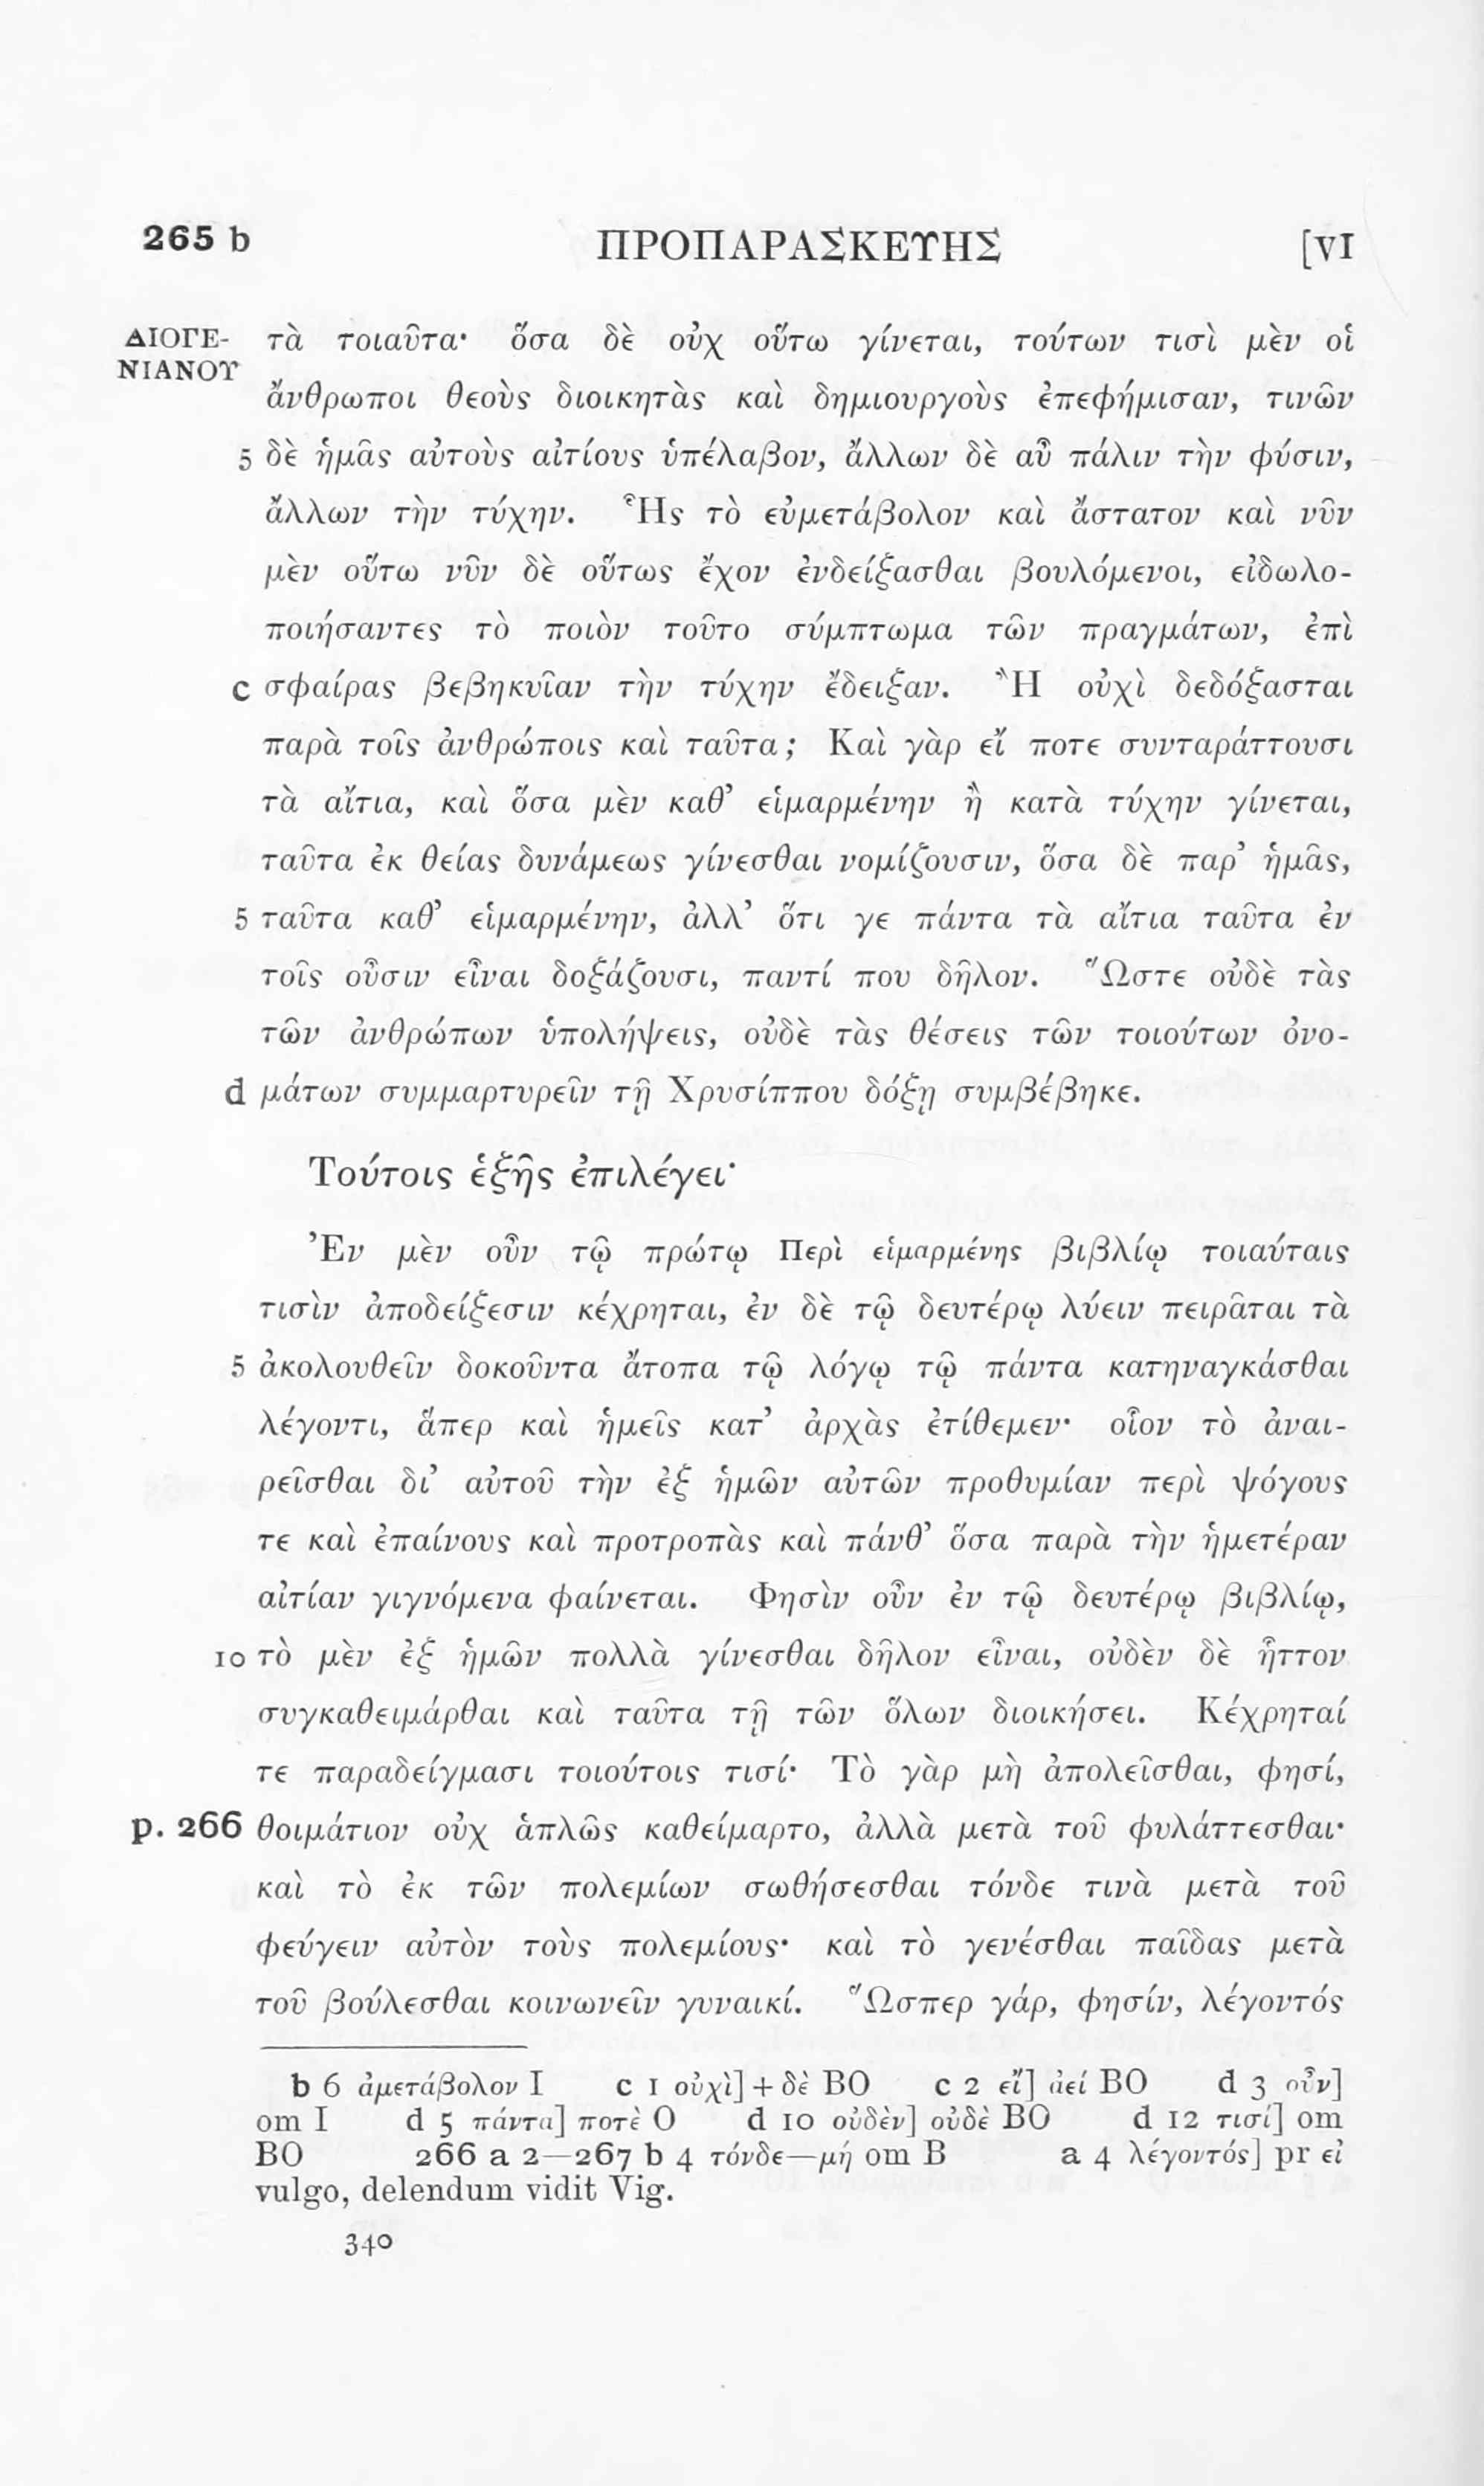 265 b ΠΡΟΠΑΡΑΣΚΕΥΗΣ [VI
ΔΙΟΓΕ- τὰ τοιαῦτα· ὅσα δὲ οὐχ οὕτω γίνεται, τούτων τισὶ μὲν οἱ
ΝΙΑΝΟΥ
ἄνθρωποι θεοὺς διοικητὰς καὶ δημιουργοὺς ἐπεφήμισαν, τινῶν
5 δὲ ἡμᾶς αὐτοὺς αἰτίους ὑπέλαβον, ἄλλων δὲ αὖ πάλιν τὴν φύσιν,
ἄλλων τὴν τύχην. Ἧς τὸ εὐμετάβολον καὶ ἄστατον καὶ νῦν
μὲν οὕτω νῦν δὲ οὕτως ἔχον ἐνδείξασθαι βουλόμενοι, εἰδωλο-
ποιήσαντες τὸ ποιὸν τοῦτο σύμπτωμα τῶν πραγμάτων, ἐπὶ
c σφαίρας βεβηκυῖαν τὴν τύχην ἔδειξαν. Ἢ οὐχὶ δεδόξασται
παρὰ τοῖς ἀνθρώποις καὶ ταῦτα; Καὶ γὰρ εἴ ποτε συνταράττουσι
τὰ αἴτια, καὶ ὅσα μὲν καθ’ εἱμαρμένην ἢ κατὰ τύχην γίνεται,
ταῦτα ἐκ θείας δυνάμεως γίνεσθαι νομίζουσιν, ὅσα δὲ παρ’ ἡμᾶς,
5 ταῦτα καθ’ εἱμαρμένην, ἀλλ’ ὅτι γε πάντα τὰ αἴτια ταῦτα ἐν
τοῖς οὖσιν εἶναι δοξάζουσι, παντί που δῆλον. Ὥστε οὐδὲ τὰς
τῶν ἀνθρώπων ὑπολήψεις, οὐδὲ τὰς θέσεις τῶν τοιούτων ὀνο-
d μάτων συμμαρτυρεῖν τῇ Χρυσίππου δόξῃ συμβέβηκε.
Τούτοις ἑξῆς ἐπιλέγει·
Ἐν μὲν οὖν τῷ πρώτῳ Περὶ εἱμαρμένης βιβλίῳ τοιαύταις
τισὶν ἀποδείξεσιν κέχρηται, ἐν δὲ τῷ δευτέρῳ λύειν πειρᾶται τὰ
5 ἀκολουθεῖν δοκοῦντα ἄτοπα τῷ λόγῳ τῷ πάντα κατηναγκάσθαι
λέγοντι, ἅπερ καὶ ἡμεῖς κατ’ ἀρχὰς ἐτίθεμεν· οἷον τὸ ἀναι-
ρεῖσθαι δι’ αὐτοῦ τὴν ἐξ ἡμῶν αὐτῶν προθυμίαν περὶ ψόγους
τε καὶ ἐπαίνους καὶ προτροπὰς καὶ πάνθ’ ὅσα παρὰ τὴν ἡμετέραν
αἰτίαν γιγνόμενα φαίνεται. Φησὶν οὖν ἐν τῷ δευτέρῳ βιβλίῳ,
10 τὸ μὲν ἐξ ἡμῶν πολλὰ γίνεσθαι δῆλον εἶναι, οὐδὲν δὲ ἧττον
συγκαθειμάρθαι καὶ ταῦτα τῇ τῶν ὅλων διοικήσει. Κέχρηταί
τε παραδείγμασι τοιούτοις τισί· Τὸ γὰρ μὴ ἀπολεῖσθαι, φησί,
p. 266 θοιμάτιον οὐχ ἁπλῶς καθείμαρτο, ἀλλὰ μετὰ τοῦ φυλάττεσθαι·
καὶ τὸ ἐκ τῶν πολεμίων σωθήσεσθαι τόνδε τινὰ μετὰ τοῦ
φεύγειν αὐτὸν τοὺς πολεμίους· καὶ τὸ γενέσθαι παῖδας μετὰ
τοῦ βούλεσθαι κοινωνεῖν γυναικί. Ὥσπερ γάρ, φησίν, λέγοντός
b 6 ἀμετάβολον I c 1 οὐχὶ] + δὲ BO c 2 εἴ] ἀεί BO d 3 οὖν]
om I d 5 πάντα] ποτὲ O d 10 οὐδὲν] οὐδὲ BO d 12 τισί] om
BO 266 a 2—267 b 4 τόνδε—μή om B a 4 λέγοντός] pr εἰ
vulgo, delendum vidit Vig.
340